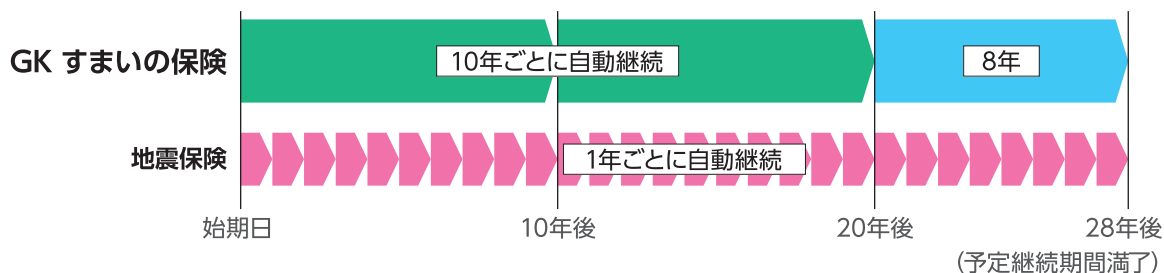 GK すまいの保険
10年ごとに自動継続
8年
地震保険
1年ごとに自動継続
始期日
10年後
20年後
28年後
(予定継続期間満了)